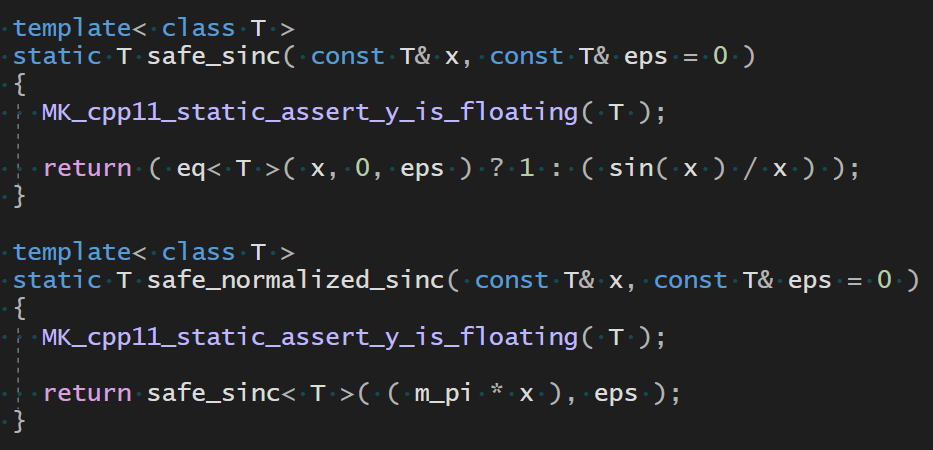 template< class T >
static T safe_sinc( const T& x, const T& eps = 0 )
{
  MK_cpp11_static_assert_y_is_floating( T );

  return ( eq< T >( x, 0, eps ) ? 1 : ( sin( x ) / x ) );
}

template< class T >
static T safe_normalized_sinc( const T& x, const T& eps = 0 )
{
  MK_cpp11_static_assert_y_is_floating( T );

  return safe_sinc< T >( ( m_pi * x ), eps );
}